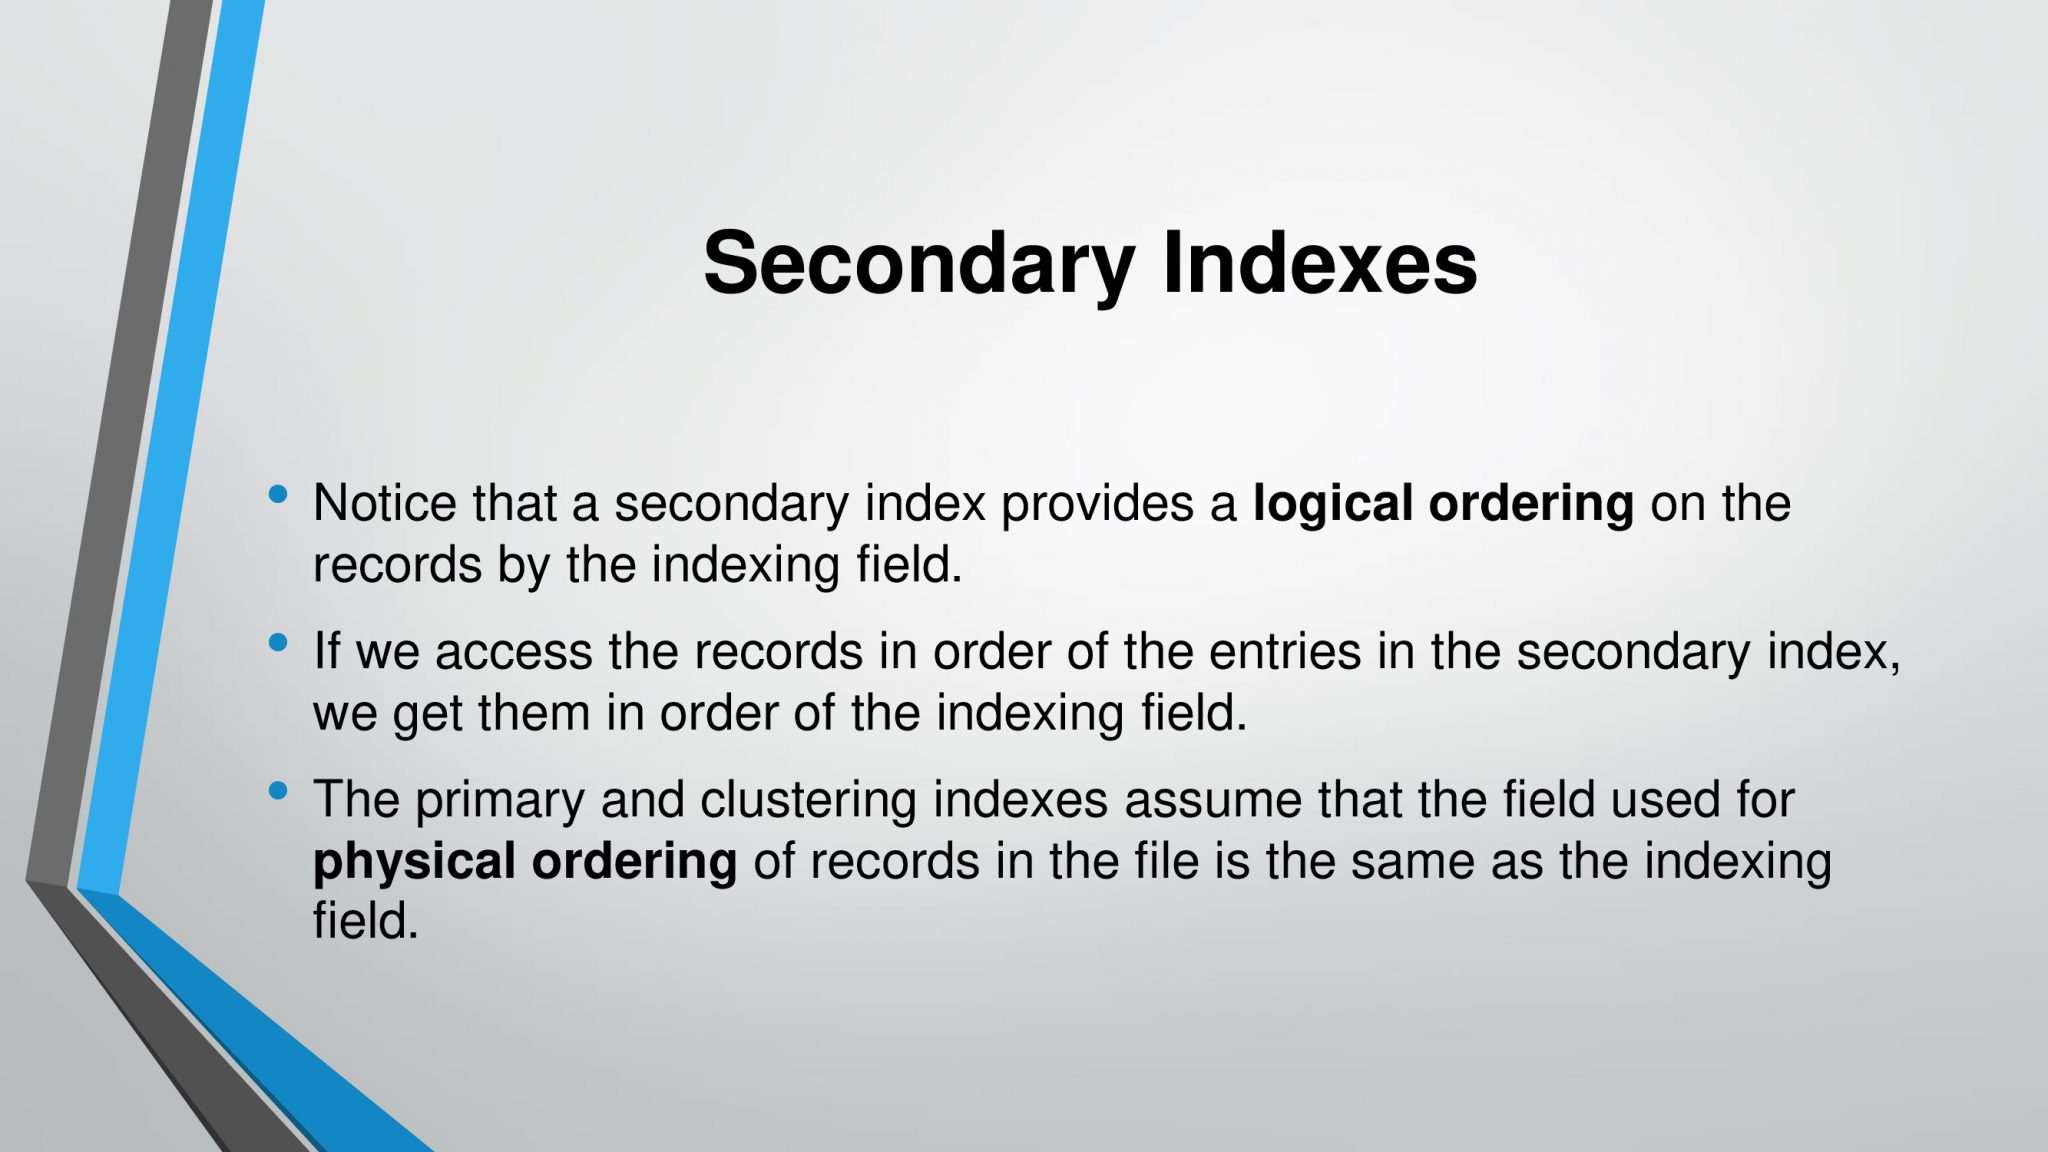 Secondary Indexes
• Notice that a secondary index provides a logical ordering on the
records by the indexing field.
• If we access the records in order of the entries in the secondary index,
we get them in order of the indexing field.
• The primary and clustering indexes assume that the field used for
physical ordering of records in the file is the same as the indexing
field.